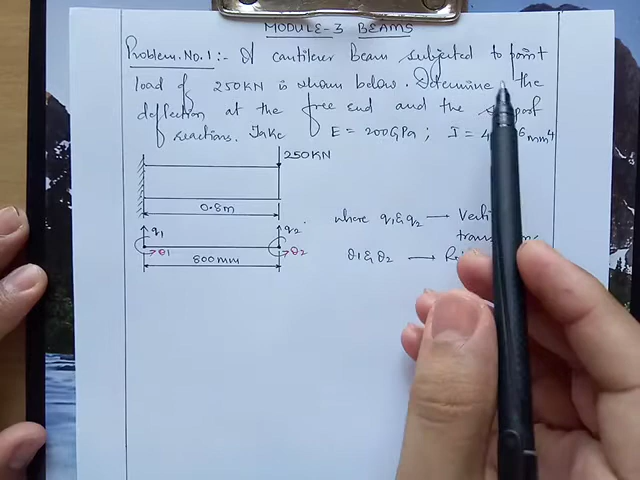 MODULE-3 BEAMS
Problem.No.1:- A cantilever Beam subjected to point
load of 250KN is shown below. Determine the
deflection at the free end and the
reactions. Take E = 200GPa; I =
250KN
0.8m
q1 q2
θ1 θ2
800mm
where q1 & q2 →
θ1 & θ2 →